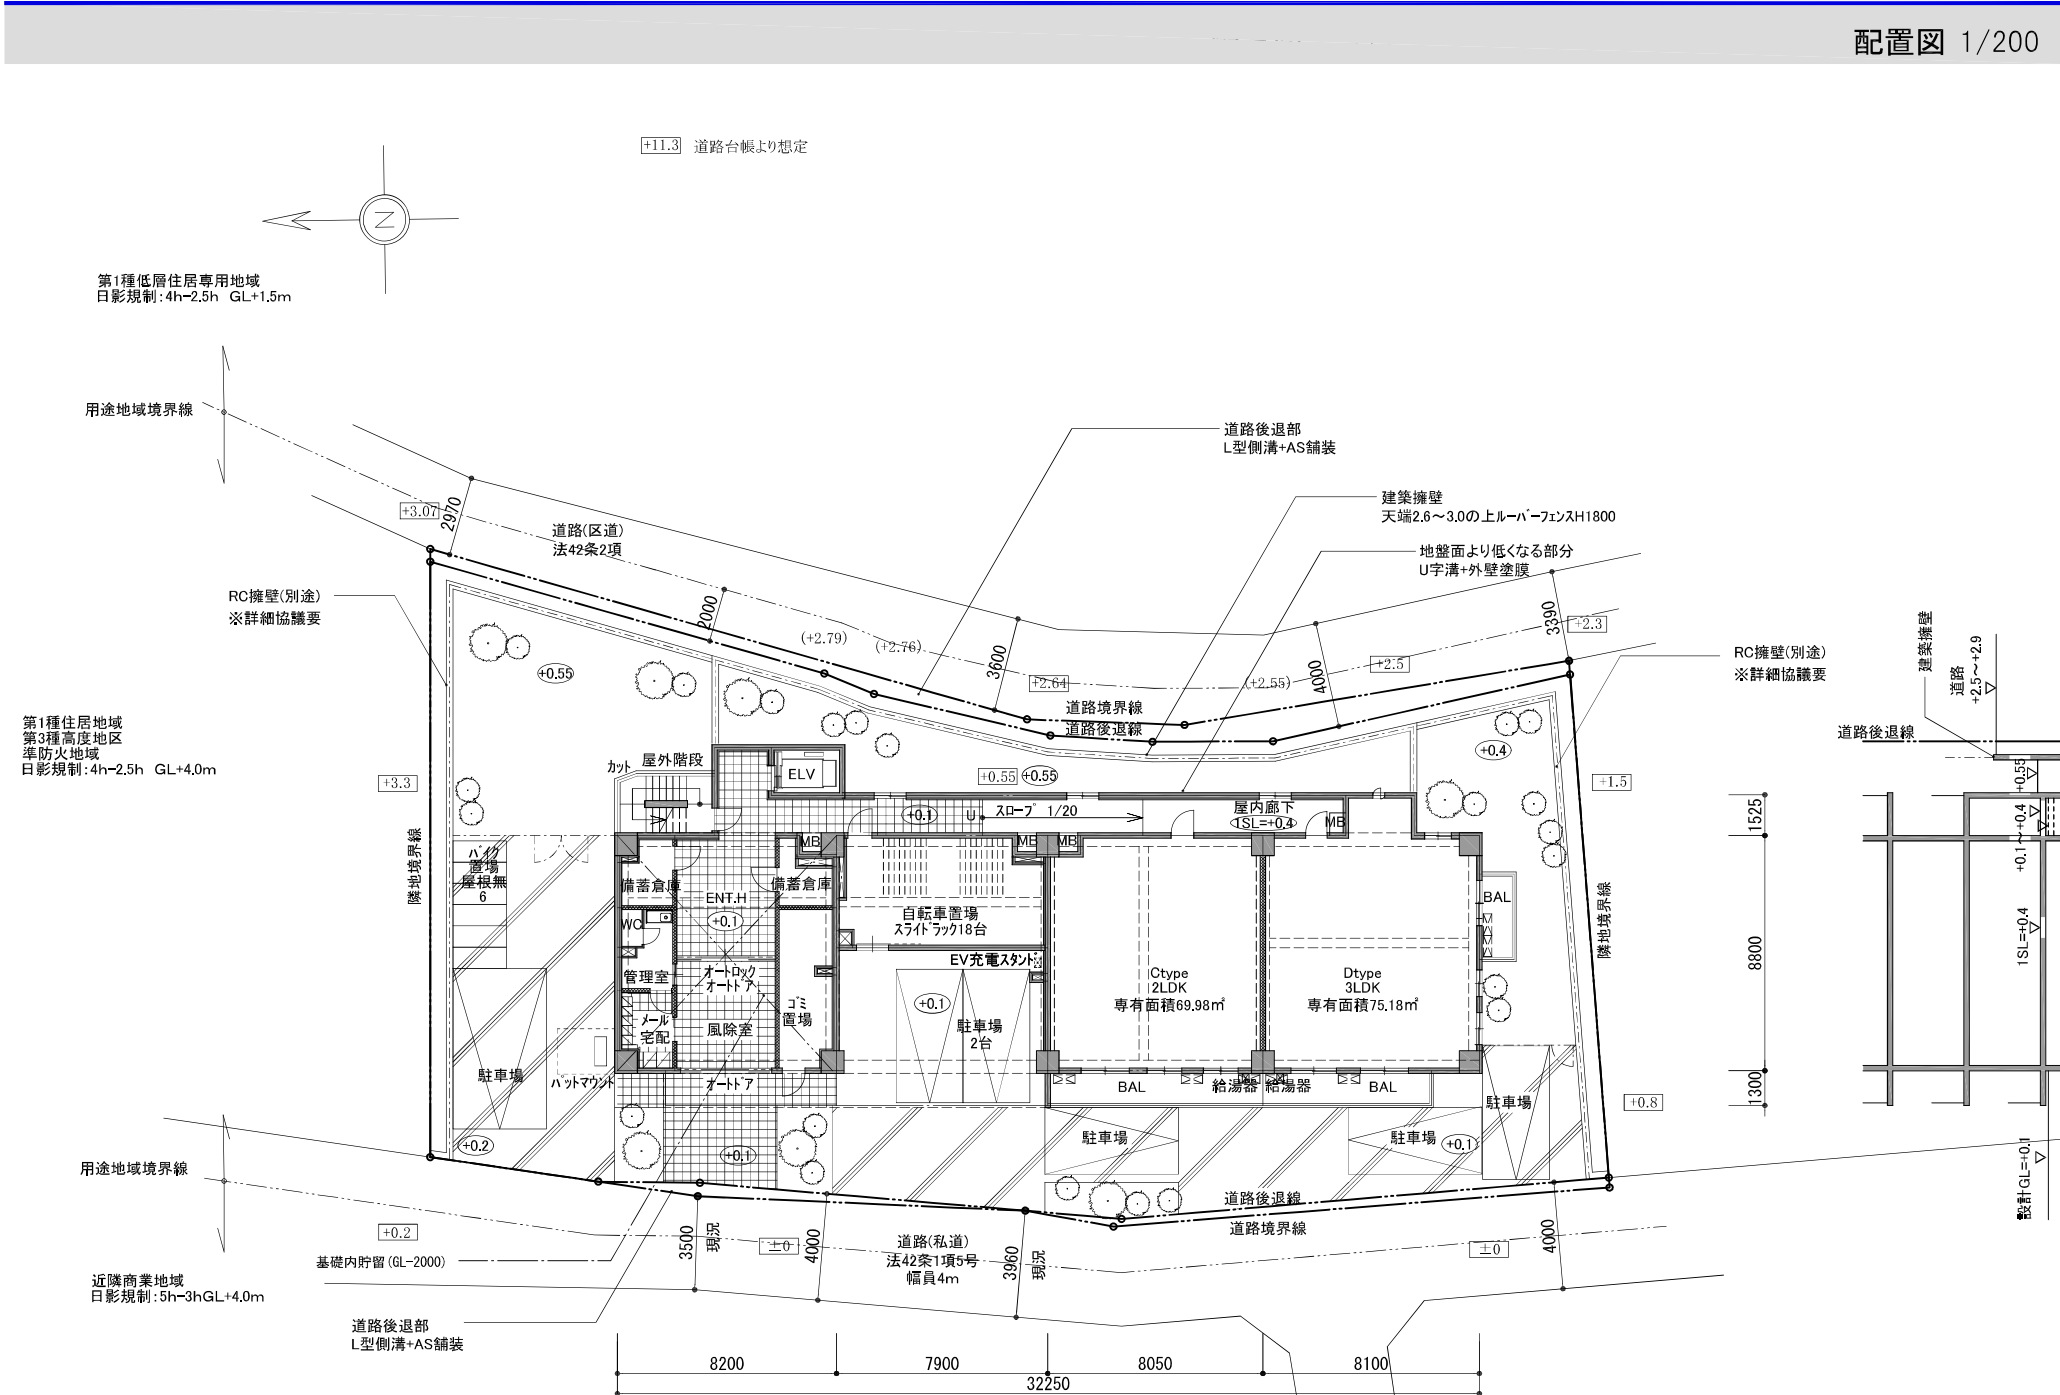 配置図 1/200
+11.3 道路台帳より想定
N
第1種低層住居専用地域
日影規制:4h-2.5h GL+1.5m
用途地域境界線
道路後退部
L型側溝+AS舗装
建築擁壁
天端2.6～3.0の上ルーバーフェンスH1800
地盤面より低くなる部分
U字溝+外壁塗膜
+3.07
2970
道路(区道)
法42条2項
RC擁壁(別途)
※詳細協議要
2000
(+2.79)
(+2.76)
3600
+2.64
(+2.55)
4000
+2.5
3390
+2.3
RC擁壁(別途)
※詳細協議要
建築擁壁
道路
+2.5～+2.9
道路後退線
道路境界線
道路後退線
+0.55
第1種住居地域
第3種高度地区
準防火地域
日影規制:4h-2.5h GL+4.0m
+3.3
隣地境界線
カット
屋外階段
ELV
+0.55
+0.55
+0.4
+1.5
+0.1
U
スロープ 1/20
屋内廊下
1SL=+0.4
MB
MB
MB
MB
バイク
置場
屋根無
6
備蓄倉庫
備蓄倉庫
ENT.H
+0.1
WC
管理室
オートロック
オートドア
メール
宅配
風除室
ゴミ
置場
自転車置場
スライドラック18台
EV充電スタンド
+0.1
駐車場
2台
Ctype
2LDK
専有面積69.98㎡
Dtype
3LDK
専有面積75.18㎡
BAL
隣地境界線
駐車場
パットマウント
オートドア
BAL
給湯器
給湯器
BAL
駐車場
駐車場
駐車場
+0.1
+0.8
+0.2
+0.1
用途地域境界線
道路後退線
道路境界線
+0.2
基礎内貯留(GL-2000)
3500
現況
±0
4000
道路(私道)
法42条1項5号
幅員4m
3960
現況
±0
4000
近隣商業地域
日影規制:5h-3hGL+4.0m
道路後退部
L型側溝+AS舗装
8200
7900
8050
8100
32250
1525
8800
1300
+0.55
+0.1～+0.4
1SL=+0.4
設計GL=+0.1